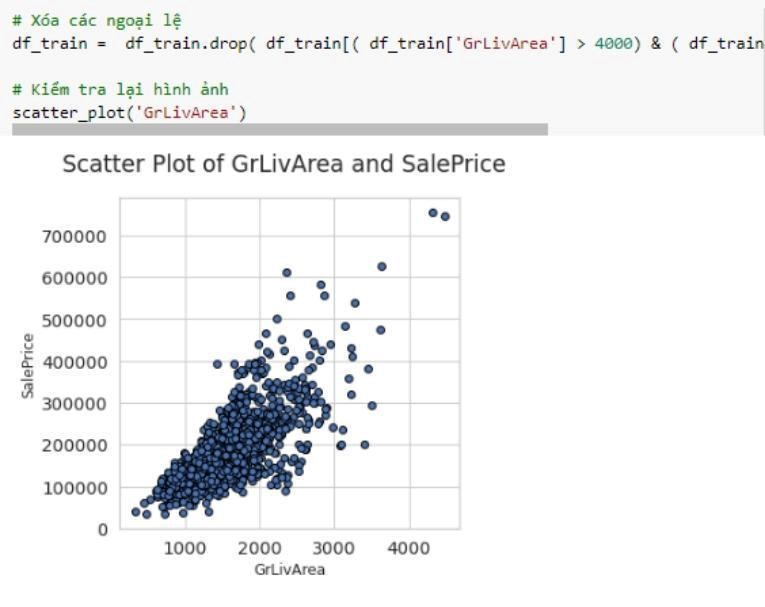 # Xóa các ngoại lệ
df_train =  df_train.drop( df_train[( df_train['GrLivArea'] > 4000) & ( df_train
# Kiểm tra lại hình ảnh
scatter_plot('GrLivArea')
Scatter Plot of GrLivArea and SalePrice
700000
600000
500000
400000
300000
200000
100000
0
SalePrice
1000 2000 3000 4000
GrLivArea